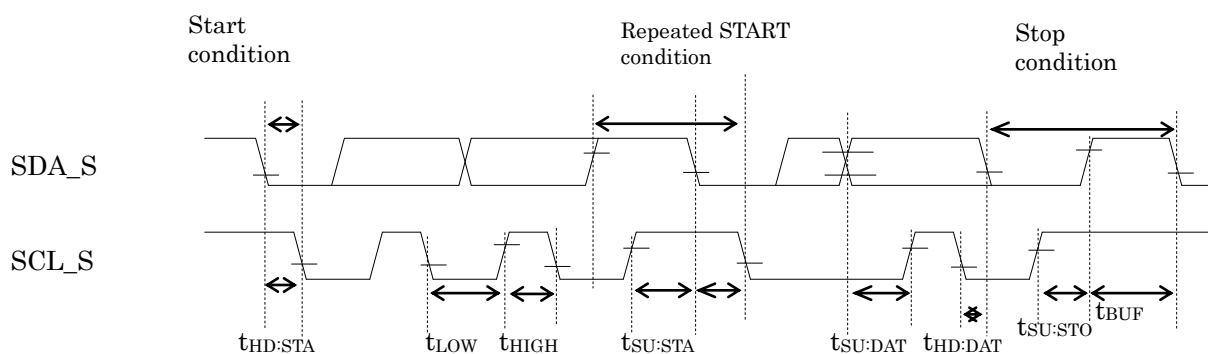 Start
condition
Repeated START
condition
Stop
condition
SDA_S
SCL_S
tHD:STA
tLOW
tHIGH
tSU:STA
tSU:DAT
tHD:DAT
tSU:STO
tBUF